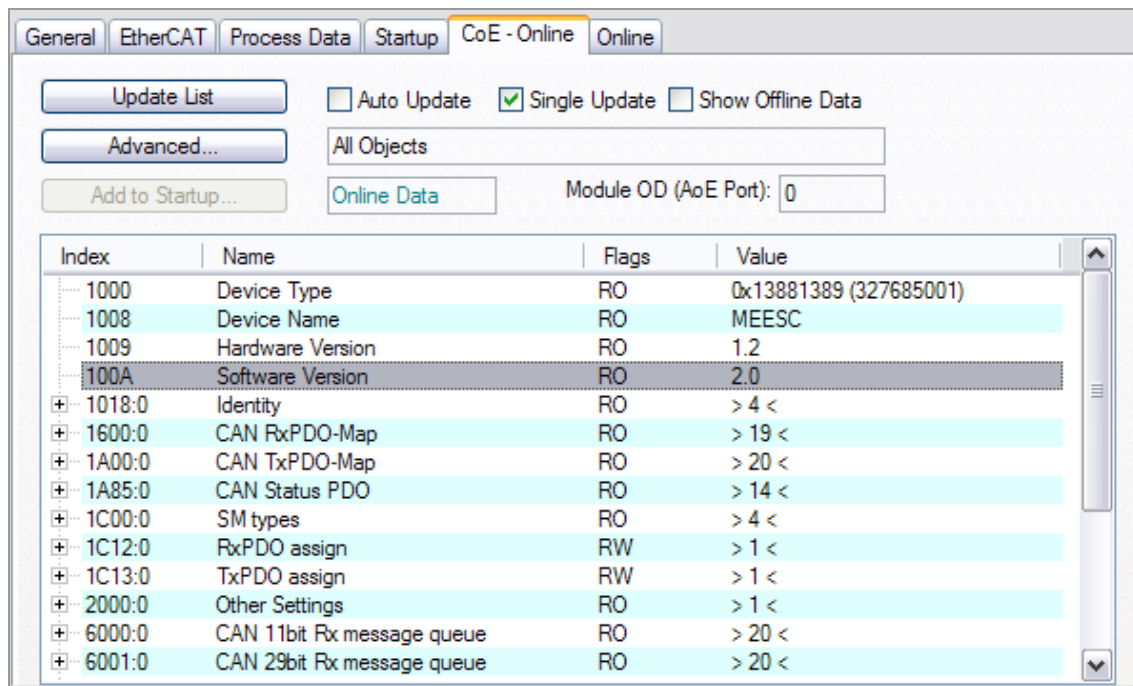 General EtherCAT Process Data Startup CoE - Online Online
Update List Auto Update Single Update Show Offline Data
Advanced... All Objects
Add to Startup... Online Data Module OD (AoE Port): 0
Index Name Flags Value
1000 Device Type RO 0x13881389 (327685001)
1008 Device Name RO MEESC
1009 Hardware Version RO 1.2
100A Software Version RO 2.0
1018:0 Identity RO > 4 <
1600:0 CAN RxPDO-Map RO > 19 <
1A00:0 CAN TxPDO-Map RO > 20 <
1A85:0 CAN Status PDO RO > 14 <
1C00:0 SM types RO > 4 <
1C12:0 RxPDO assign RW > 1 <
1C13:0 TxPDO assign RW > 1 <
2000:0 Other Settings RO > 1 <
6000:0 CAN 11bit Rx message queue RO > 20 <
6001:0 CAN 29bit Rx message queue RO > 20 <